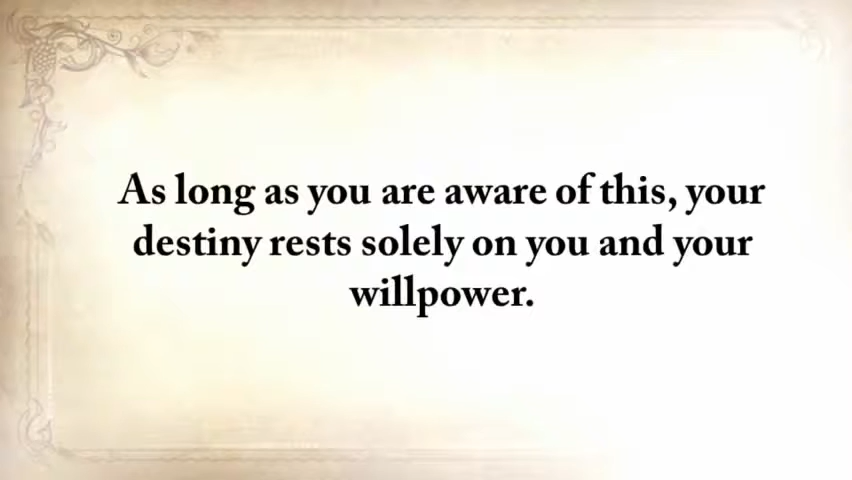 As long as you are aware of this, your
destiny rests solely on you and your
willpower.